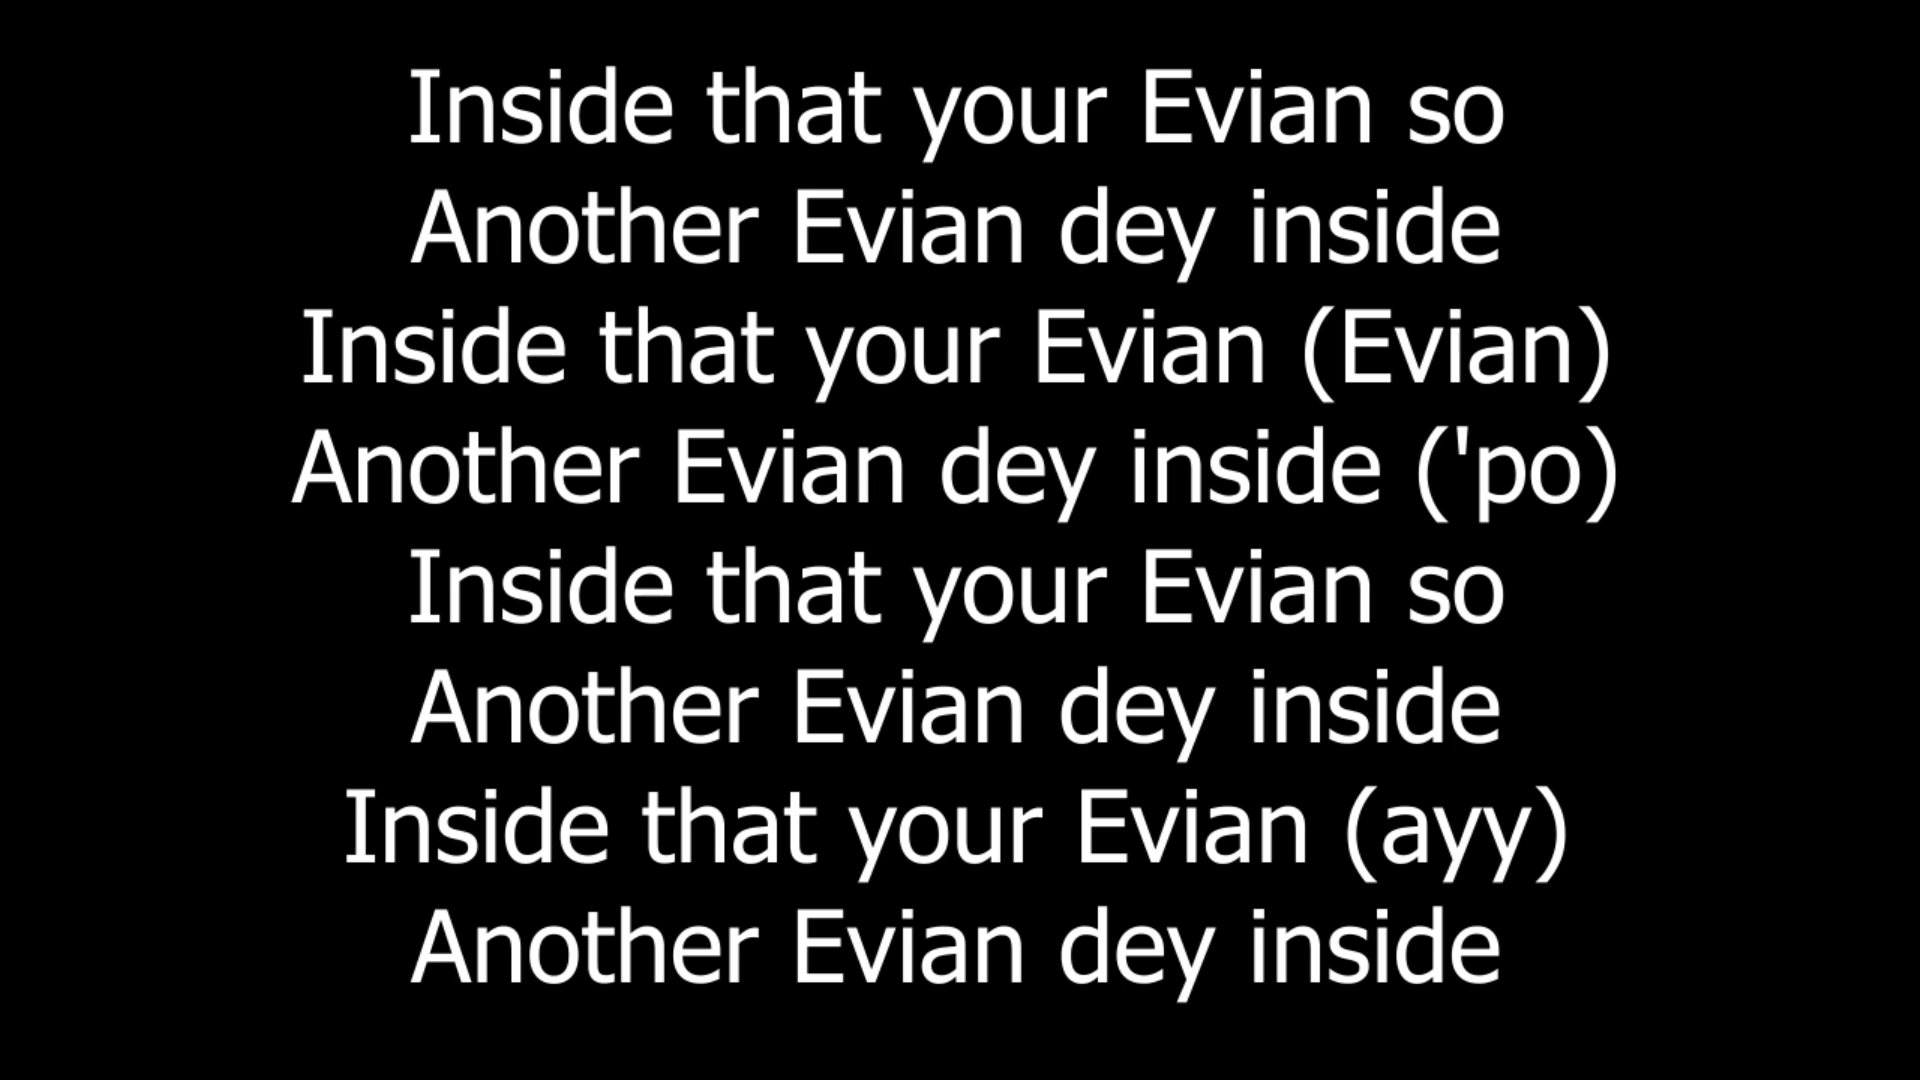 Inside that your Evian so
Another Evian dey inside
Inside that your Evian (Evian)
Another Evian dey inside ('po)
Inside that your Evian so
Another Evian dey inside
Inside that your Evian (ayy)
Another Evian dey inside